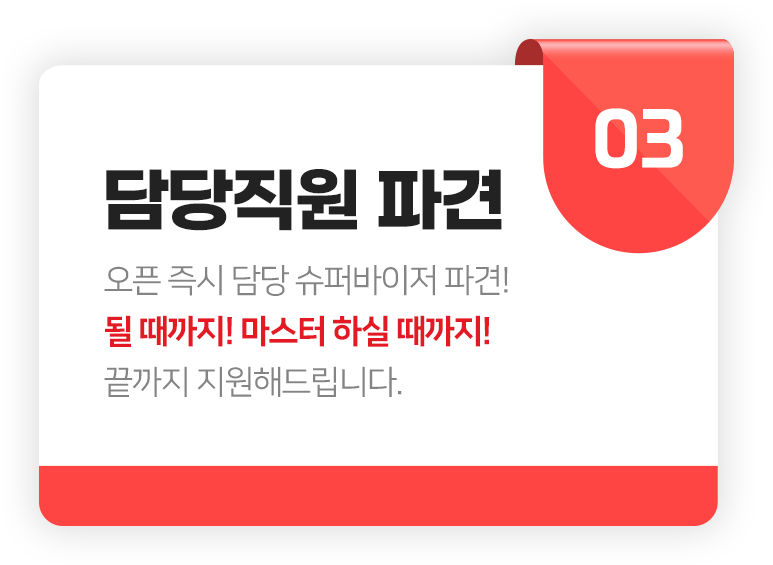 03
담당직원 파견
오픈 즉시 담당 슈퍼바이저 파견!
될 때까지! 마스터 하실 때까지!
끝까지 지원해드립니다.